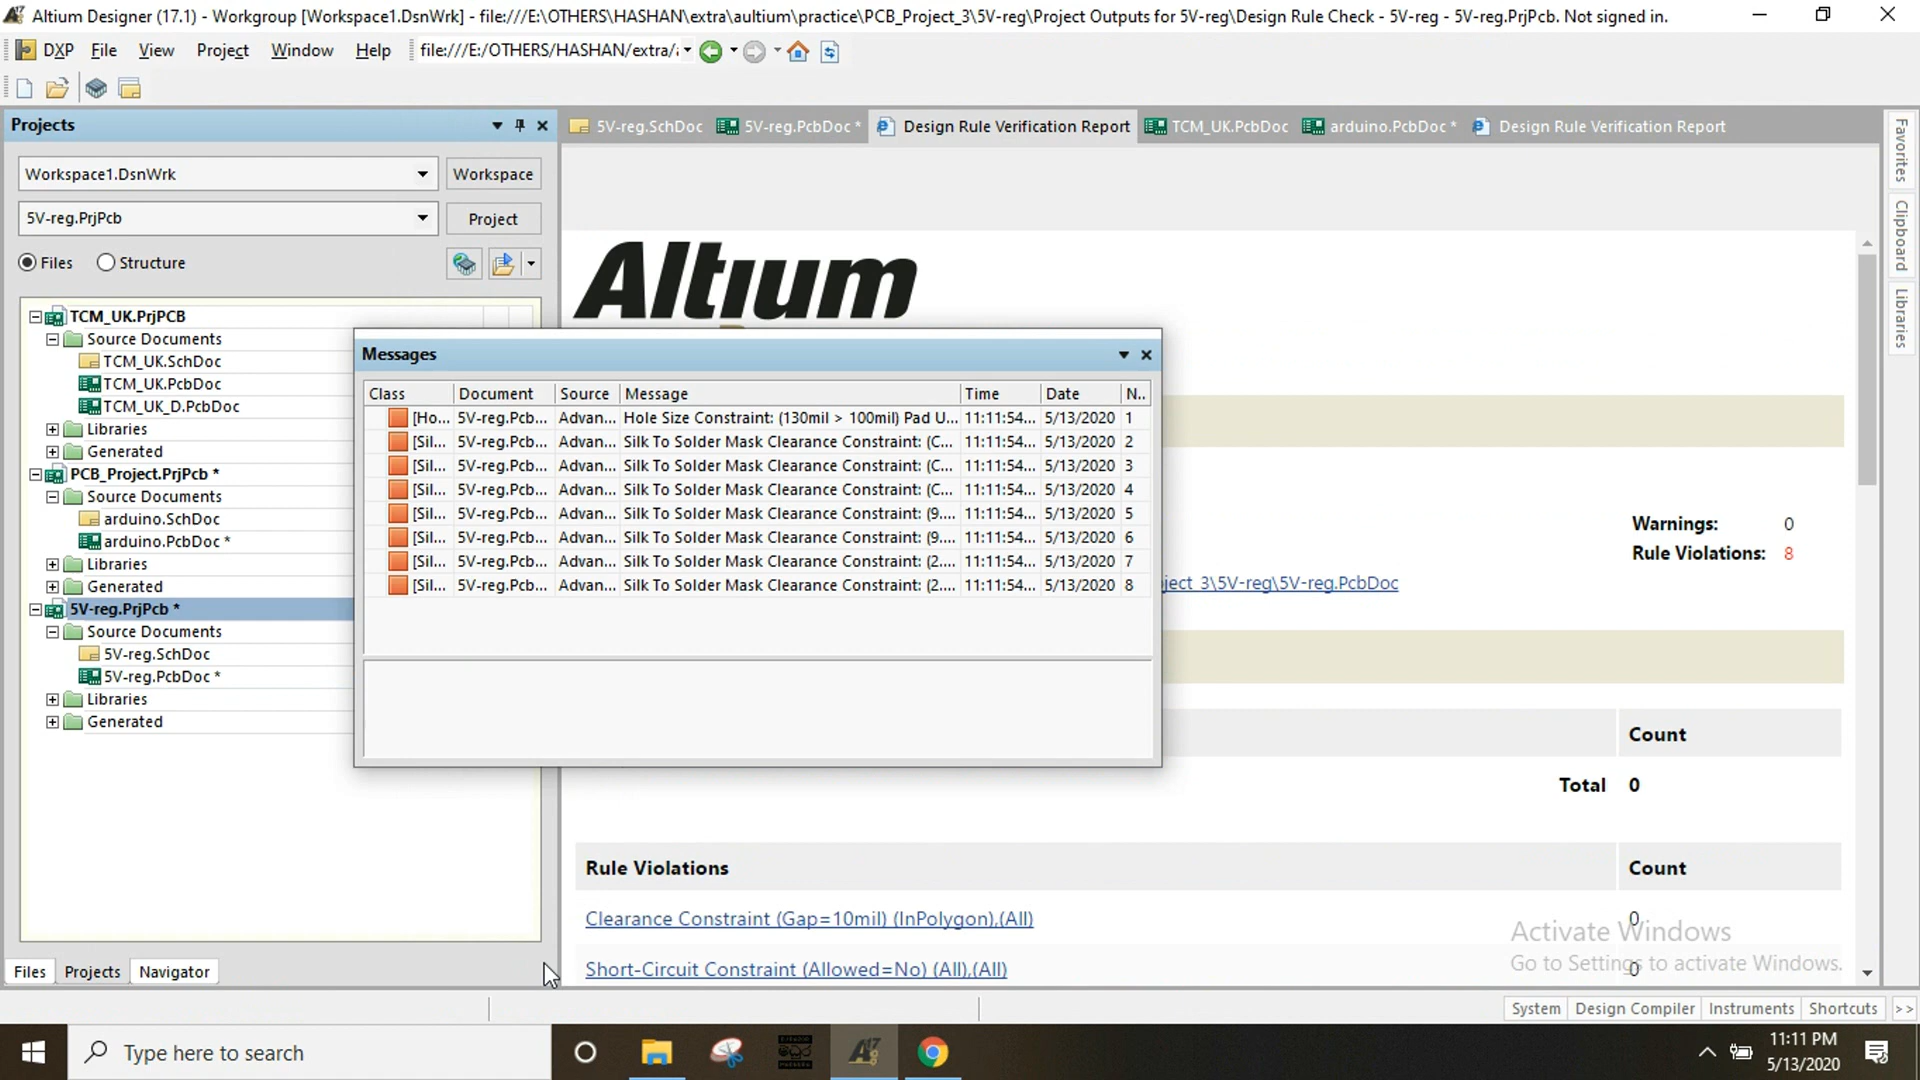 Altium Designer (17.1) - Workgroup [Workspace1.DsnWrk] - file:///E:\OTHERS\HASHAN\extra\aultium\practice\PCB_Project_3\5V-reg\Project Outputs for 5V-reg\Design Rule Check - 5V-reg - 5V-reg.PrjPcb. Not signed in.
DXP File View Project Window Help file:///E:/OTHERS/HASHAN/extra/
Projects
5V-reg.SchDoc 5V-reg.PcbDoc * Design Rule Verification Report TCM_UK.PcbDoc arduino.PcbDoc * Design Rule Verification Report
Workspace1.DsnWrk Workspace
5V-reg.PrjPcb Project
Files Structure
Favorites
Clipboard
Libraries
TCM_UK.PrjPCB
Source Documents
TCM_UK.SchDoc
TCM_UK.PcbDoc
TCM_UK_D.PcbDoc
Libraries
Generated
PCB_Project.PrjPcb *
Source Documents
arduino.SchDoc
arduino.PcbDoc *
Libraries
Generated
5V-reg.PrjPcb *
Source Documents
5V-reg.SchDoc
5V-reg.PcbDoc *
Libraries
Generated
Altium
Messages
Class Document Source Message Time Date N..
[Ho... 5V-reg.Pcb... Advan... Hole Size Constraint: (130mil > 100mil) Pad U... 11:11:54... 5/13/2020 1
[Sil... 5V-reg.Pcb... Advan... Silk To Solder Mask Clearance Constraint: (C... 11:11:54... 5/13/2020 2
[Sil... 5V-reg.Pcb... Advan... Silk To Solder Mask Clearance Constraint: (C... 11:11:54... 5/13/2020 3
[Sil... 5V-reg.Pcb... Advan... Silk To Solder Mask Clearance Constraint: (C... 11:11:54... 5/13/2020 4
[Sil... 5V-reg.Pcb... Advan... Silk To Solder Mask Clearance Constraint: (9.... 11:11:54... 5/13/2020 5
[Sil... 5V-reg.Pcb... Advan... Silk To Solder Mask Clearance Constraint: (9.... 11:11:54... 5/13/2020 6
[Sil... 5V-reg.Pcb... Advan... Silk To Solder Mask Clearance Constraint: (2.... 11:11:54... 5/13/2020 7
[Sil... 5V-reg.Pcb... Advan... Silk To Solder Mask Clearance Constraint: (2.... 11:11:54... 5/13/2020 8
Warnings: 0
Rule Violations: 8
ject_3\5V-reg\5V-reg.PcbDoc
Count
Total 0
Rule Violations Count
Clearance Constraint (Gap=10mil) (InPolygon),(All) 0
Short-Circuit Constraint (Allowed=No) (All),(All) 0
Activate Windows
Go to Settings to activate Windows.
Files Projects Navigator
System Design Compiler Instruments Shortcuts >>
Type here to search
11:11 PM
5/13/2020